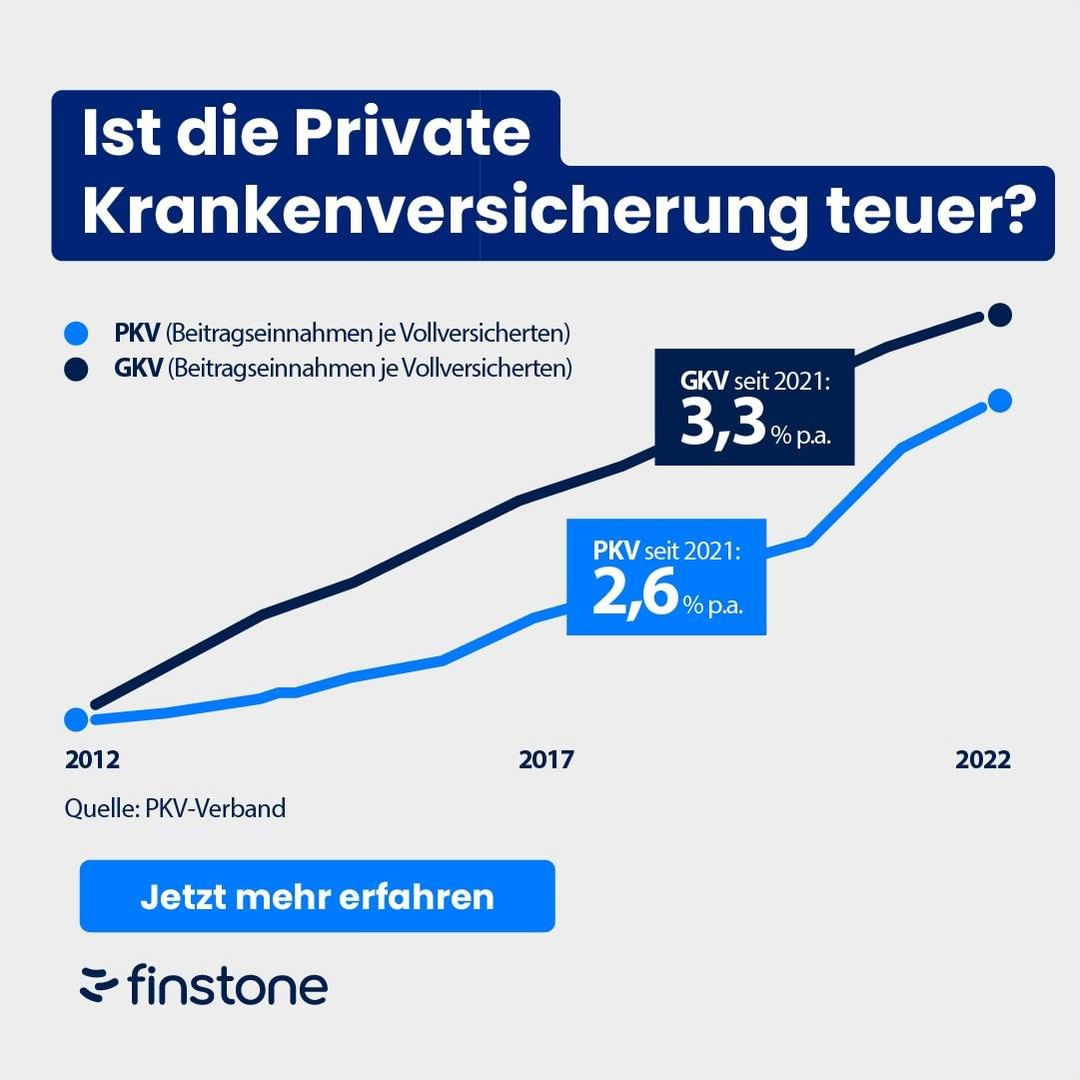 Ist die Private
Krankenversicherung teuer?
PKV (Beitragseinnahmen je Vollversicherten)
GKV (Beitragseinnahmen je Vollversicherten)
GKV seit 2021:
3,3 % p.a.
PKV seit 2021:
2,6 % p.a.
2012 2017 2022
Quelle: PKV-Verband
Jetzt mehr erfahren
finstone